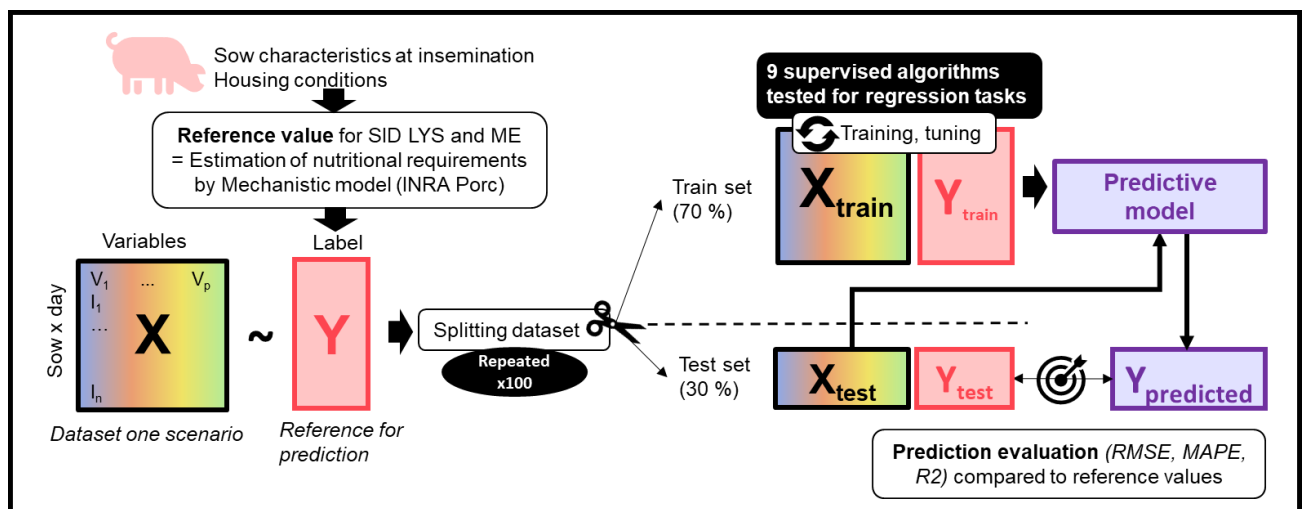 Sow characteristics at insemination
Housing conditions
Reference value for SID LYS and ME
= Estimation of nutritional requirements
by Mechanistic model (INRA Porc)
Variables
Label
V1 ... Vp
I1
...
In
X
Sow x day
~
Y
Dataset one scenario
Reference for
prediction
Splitting dataset
Repeated
x100
Train set
(70 %)
Test set
(30 %)
9 supervised algorithms
tested for regression tasks
Training, tuning
Xtrain
Ytrain
Predictive
model
Xtest
Ytest
Ypredicted
Prediction evaluation (RMSE, MAPE,
R2) compared to reference values